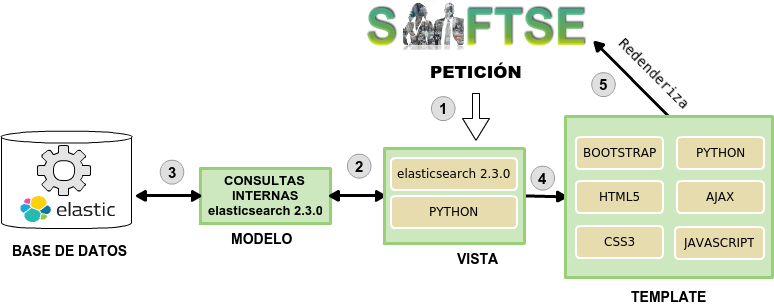 S FTSE
PETICIÓN
1
Redenderiza
5
BOOTSTRAP
PYTHON
HTML5
AJAX
CSS3
JAVASCRIPT
TEMPLATE
4
elasticsearch 2.3.0
PYTHON
VISTA
2
CONSULTAS
INTERNAS
elasticsearch 2.3.0
MODELO
3
elastic
BASE DE DATOS